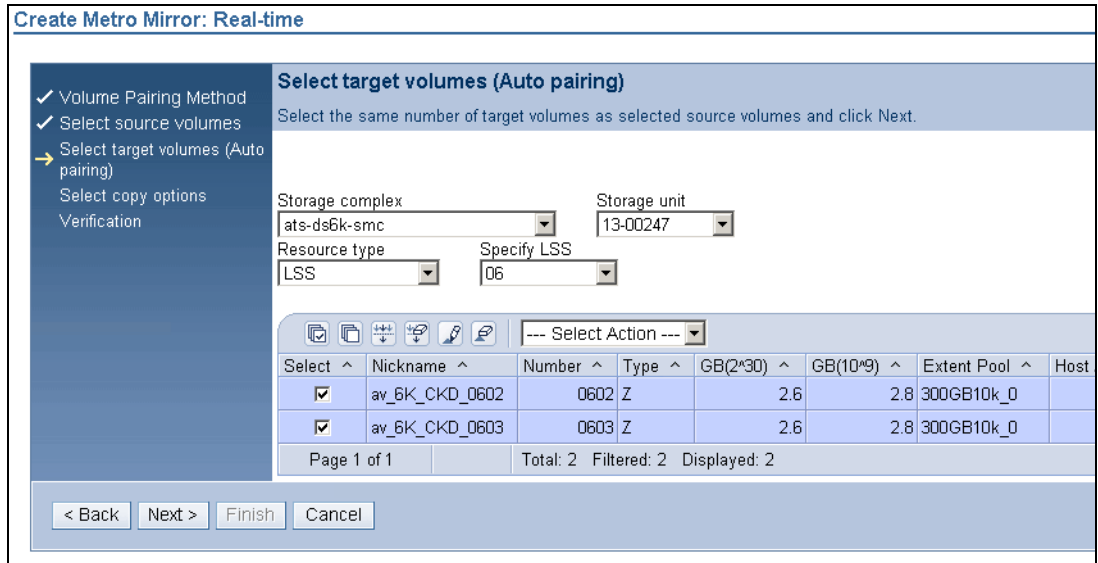 Create Metro Mirror: Real-time
Volume Pairing Method
Select source volumes
Select target volumes (Auto
pairing)
Select copy options
Verification
Select target volumes (Auto pairing)
Select the same number of target volumes as selected source volumes and click Next.
Storage complex Storage unit
ats-ds6k-smc 13-00247
Resource type Specify LSS
LSS 06
--- Select Action ---
Select ^ Nickname ^ Number ^ Type ^ GB(2^30) ^ GB(10^9) ^ Extent Pool ^ Host
av_6K_CKD_0602 0602 Z 2.6 2.8 300GB10k_0
av_6K_CKD_0603 0603 Z 2.6 2.8 300GB10k_0
Page 1 of 1 Total: 2 Filtered: 2 Displayed: 2
< Back Next > Finish Cancel